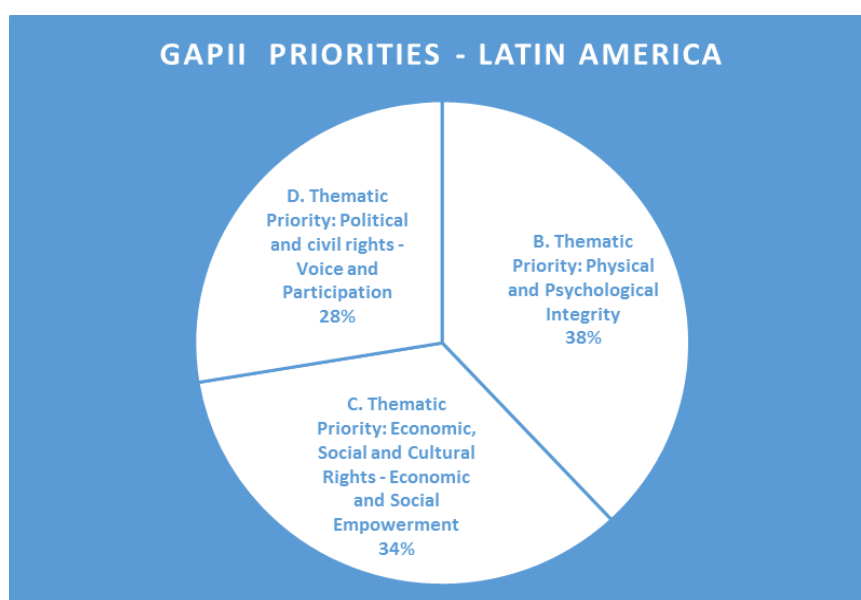 GAPII PRIORITIES - LATIN AMERICA
D. Thematic
Priority: Political
and civil rights -
Voice and
Participation
28%
B. Thematic
Priority: Physical
and Psychological
Integrity
38%
C. Thematic
Priority: Economic,
Social and Cultural
Rights - Economic
and Social
Empowerment
34%